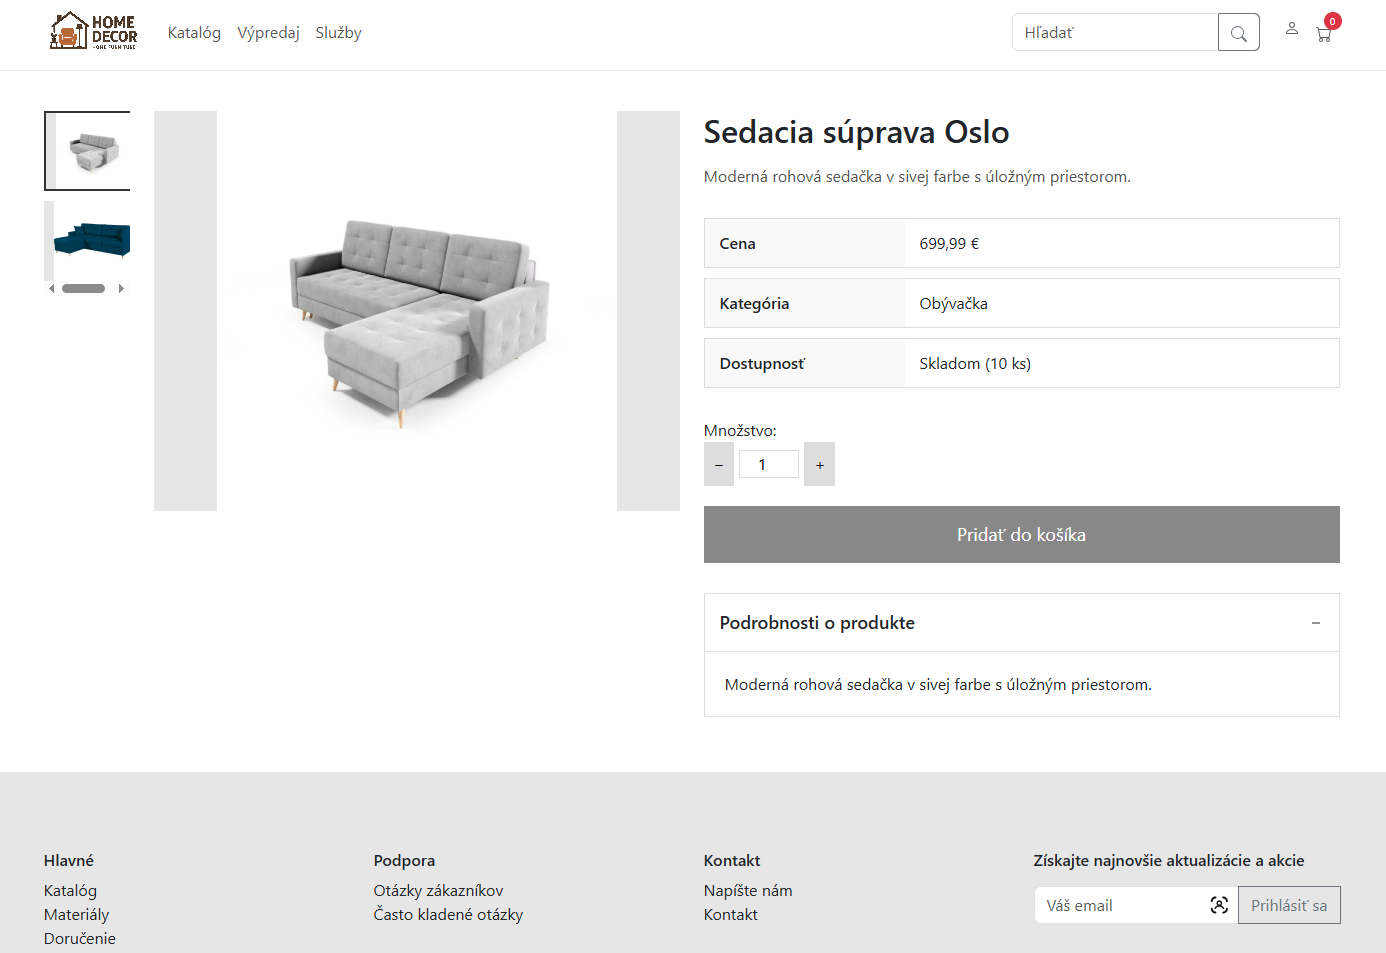 HOME
DECOR
HOME FURNITURE
Katalóg Výpredaj Služby
Hľadať
0
Sedacia súprava Oslo
Moderná rohová sedačka v sivej farbe s úložným priestorom.
Cena 699,99 €
Kategória Obývačka
Dostupnosť Skladom (10 ks)
Množstvo:
− 1 +
Pridať do košíka
Podrobnosti o produkte −
Moderná rohová sedačka v sivej farbe s úložným priestorom.
Hlavné
Katalóg
Materiály
Doručenie
Podpora
Otázky zákazníkov
Často kladené otázky
Kontakt
Napíšte nám
Kontakt
Získajte najnovšie aktualizácie a akcie
Váš email Prihlásiť sa